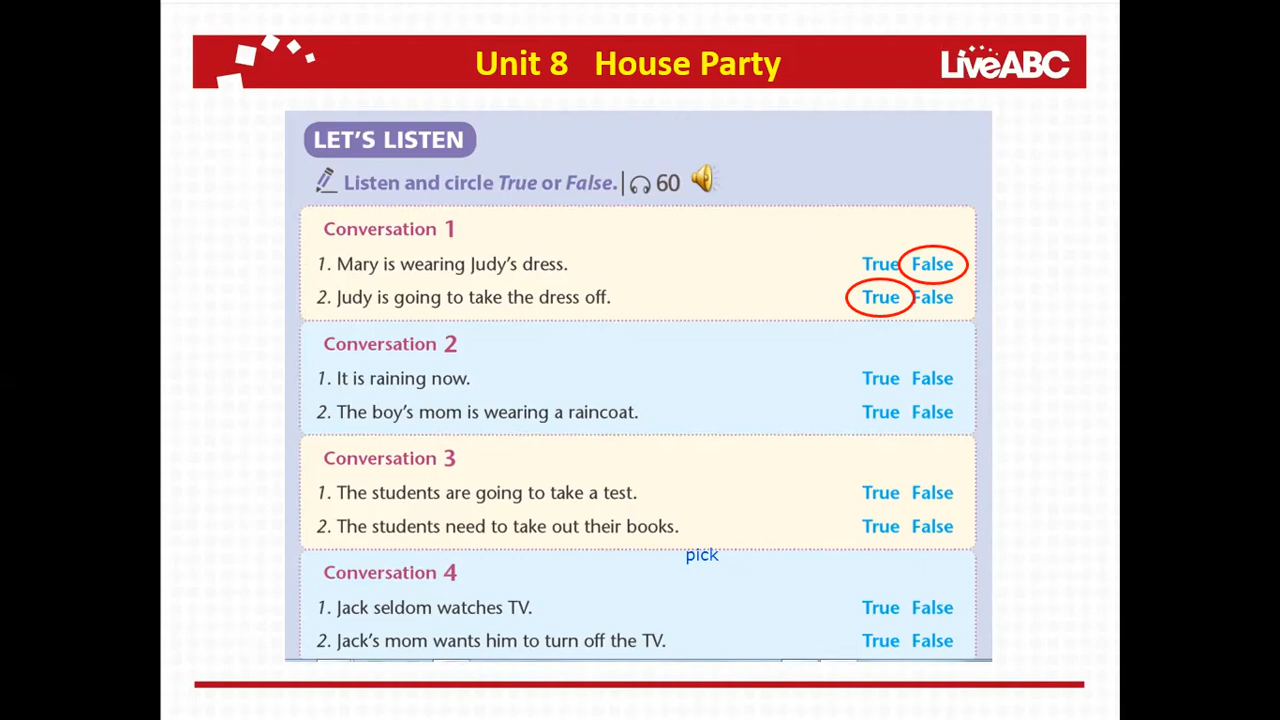 Unit 8 House Party
LiveABC
LET'S LISTEN
Listen and circle True or False. | 60
Conversation 1
1. Mary is wearing Judy's dress. True False
2. Judy is going to take the dress off. True False
Conversation 2
1. It is raining now. True False
2. The boy's mom is wearing a raincoat. True False
Conversation 3
1. The students are going to take a test. True False
2. The students need to take out their books. True False
pick
Conversation 4
1. Jack seldom watches TV. True False
2. Jack's mom wants him to turn off the TV. True False